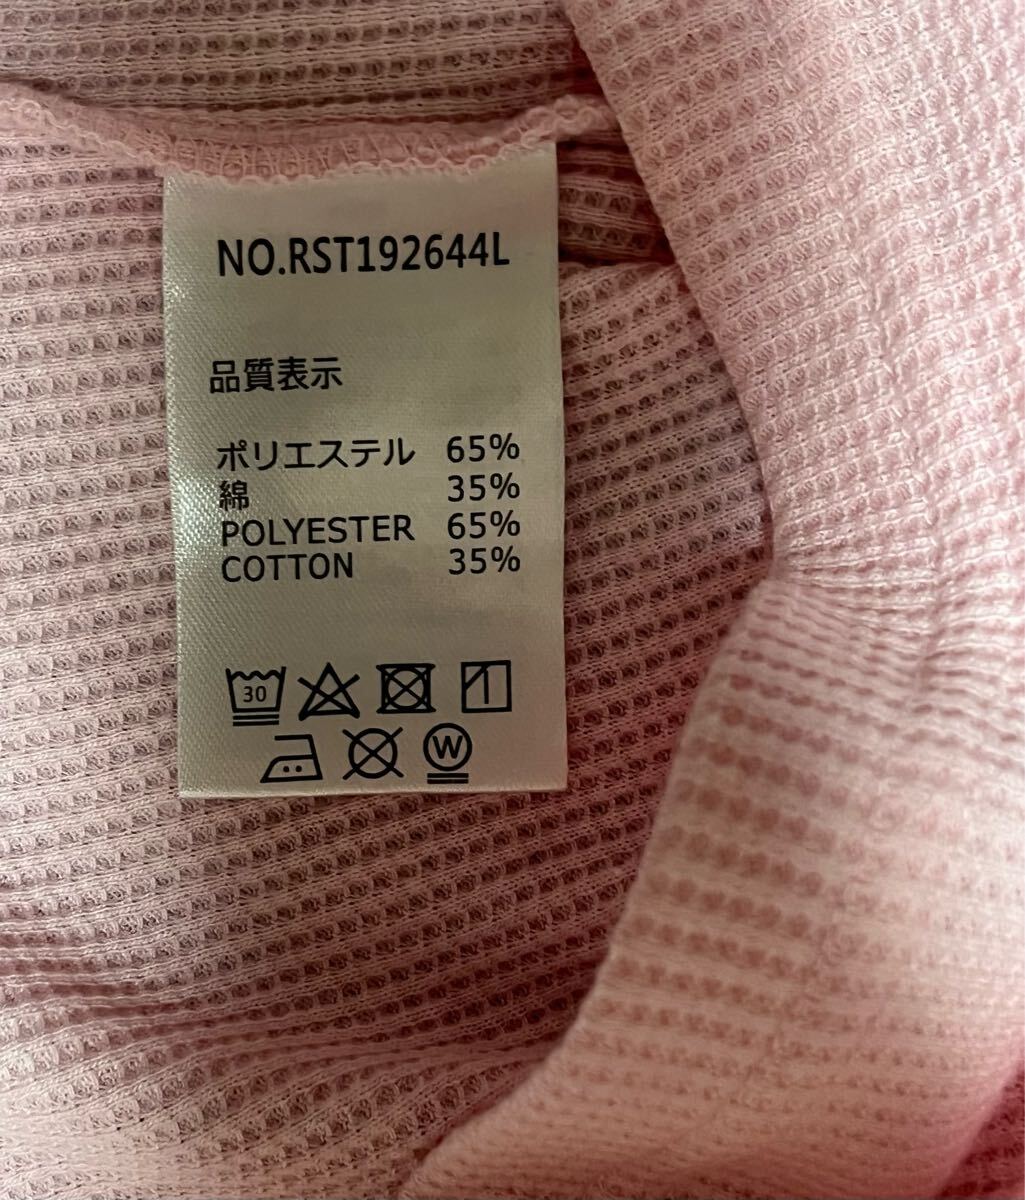 NO.RST192644L
品質表示
ポリエステル 65%
綿 35%
POLYESTER 65%
COTTON 35%
30
W